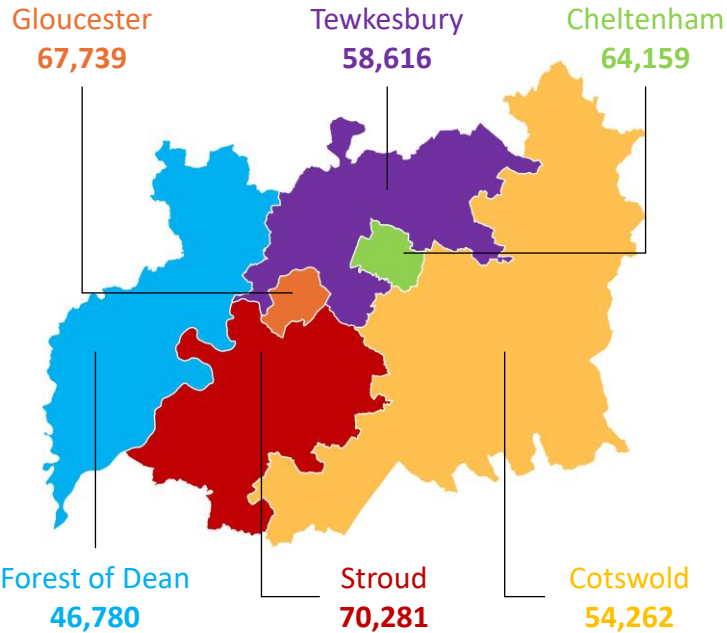 Gloucester
67,739
Tewkesbury
58,616
Cheltenham
64,159
Forest of Dean
46,780
Stroud
70,281
Cotswold
54,262